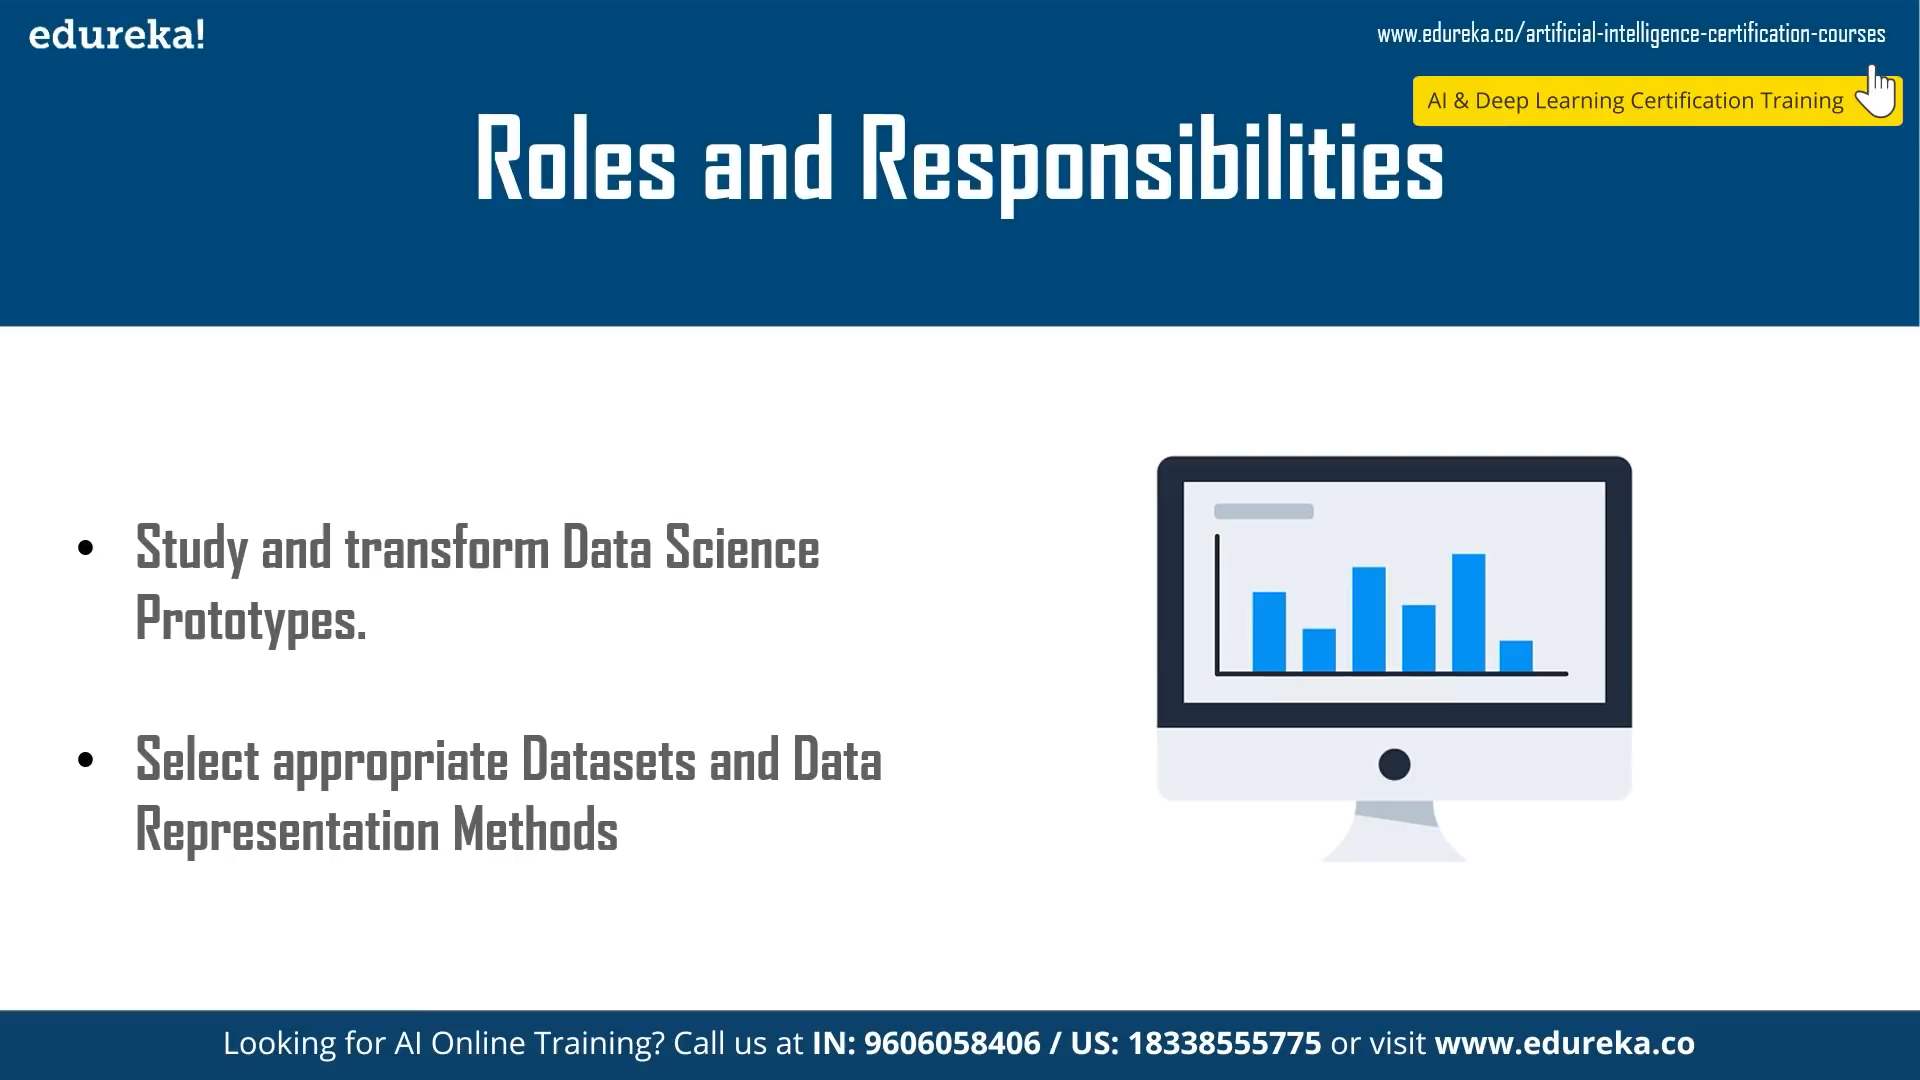 edureka!
www.edureka.co/artificial-intelligence-certification-courses
AI & Deep Learning Certification Training
Roles and Responsibilities
• Study and transform Data Science
Prototypes.
• Select appropriate Datasets and Data
Representation Methods
Looking for AI Online Training? Call us at IN: 9606058406 / US: 18338555775 or visit www.edureka.co